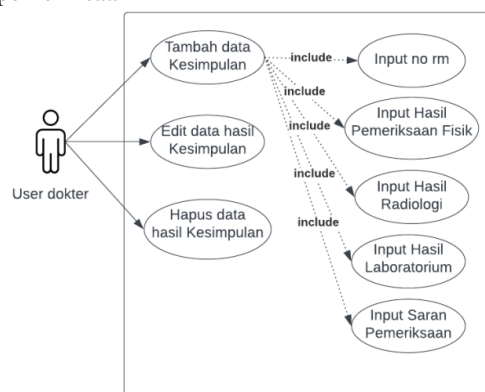 Tambah data
Kesimpulan
include
Input no rm
include
Input Hasil
Pemeriksaan Fisik
include
Edit data hasil
Kesimpulan
User dokter
include
Input Hasil
Radiologi
Hapus data
hasil Kesimpulan
include
Input Hasil
Laboratorium
Input Saran
Pemeriksaan